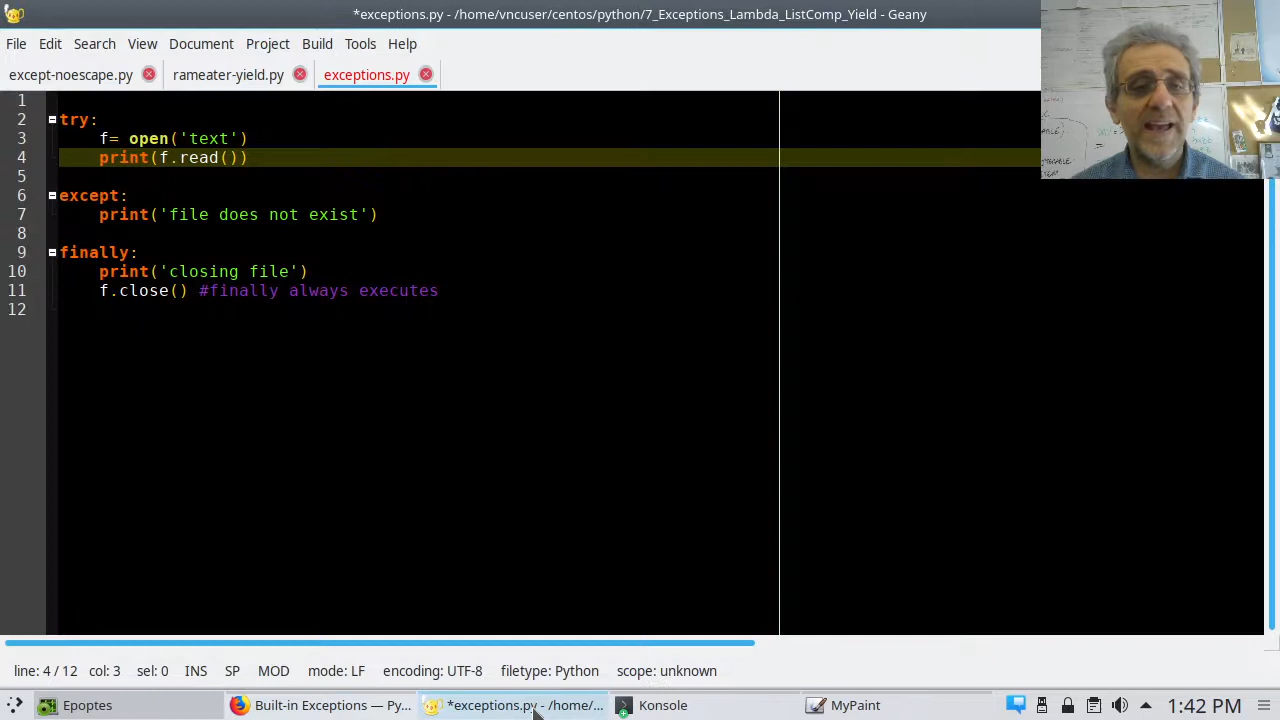 *exceptions.py - /home/vncuser/centos/python/7_Exceptions_Lambda_ListComp_Yield - Geany
File Edit Search View Document Project Build Tools Help
except-noescape.py rameater-yield.py exceptions.py
1
2 try:
3 f= open('text')
4 print(f.read())
5
6 except:
7 print('file does not exist')
8
9 finally:
10 print('closing file')
11 f.close() #finally always executes
12
line: 4 / 12 col: 3 sel: 0 INS SP MOD mode: LF encoding: UTF-8 filetype: Python scope: unknown
Epoptes Built-in Exceptions — Py... *exceptions.py - /home/... Konsole MyPaint 1:42 PM